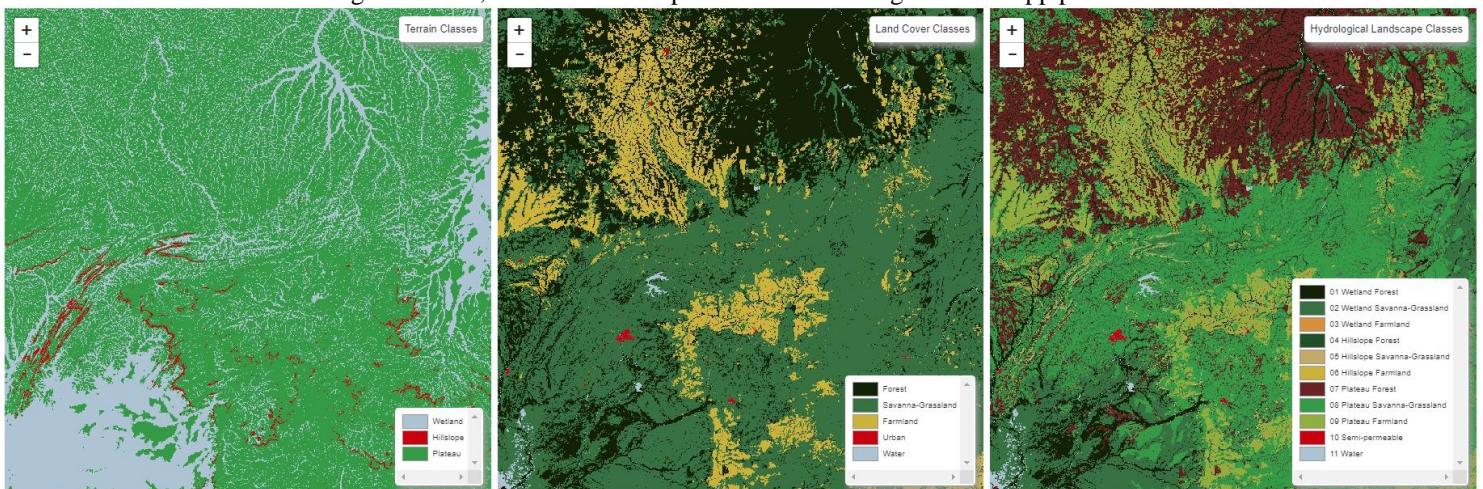 +
−
Terrain Classes
Wetland
Hillslope
Plateau
+
−
Land Cover Classes
Forest
Savanna-Grassland
Farmland
Urban
Water
+
−
Hydrological Landscape Classes
01 Wetland Forest
02 Wetland Savanna-Grassland
03 Wetland Farmland
04 Hillslope Forest
05 Hillslope Savanna-Grassland
06 Hillslope Farmland
07 Plateau Forest
08 Plateau Savanna-Grassland
09 Plateau Farmland
10 Semi-permeable
11 Water